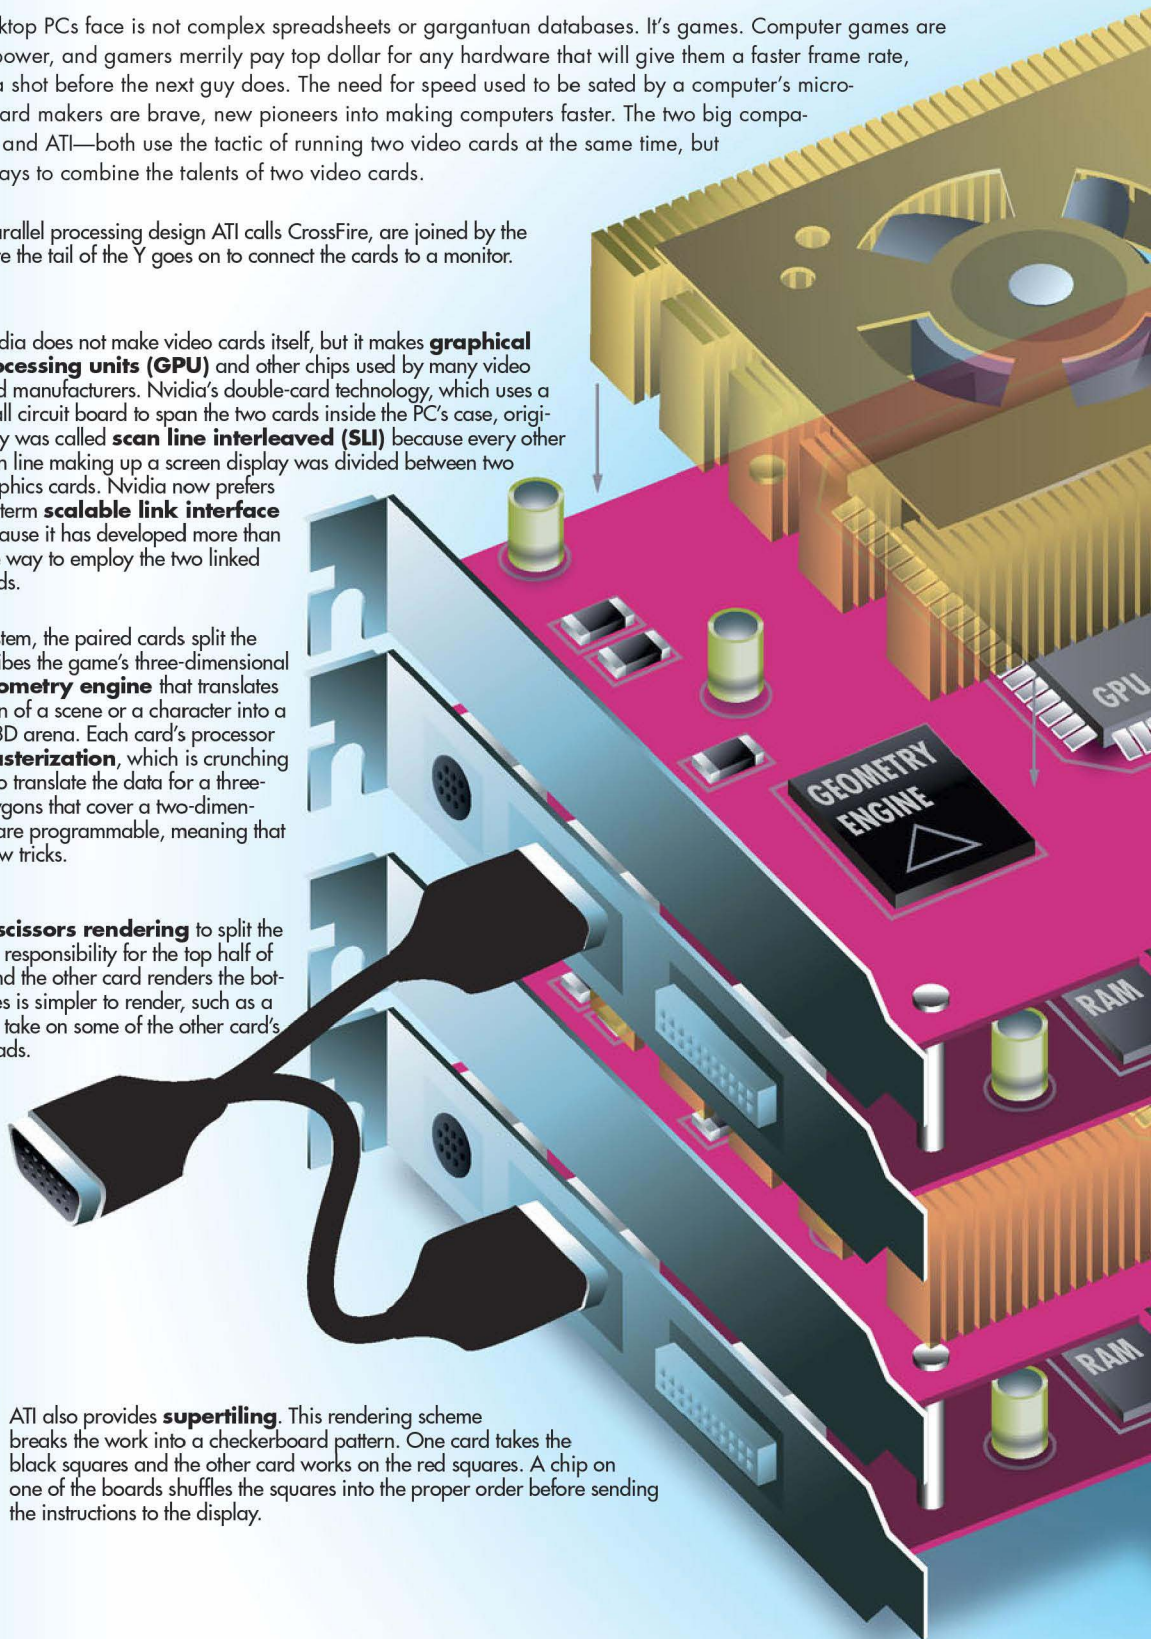 ktop PCs face is not complex spreadsheets or gargantuan databases. It's games. Computer games are
power, and gamers merrily pay top dollar for any hardware that will give them a faster frame rate,
a shot before the next guy does. The need for speed used to be sated by a computer's micro-
ard makers are brave, new pioneers into making computers faster. The two big compa-
and ATI—both use the tactic of running two video cards at the same time, but
ays to combine the talents of two video cards.
arallel processing design ATI calls CrossFire, are joined by the
e the tail of the Y goes on to connect the cards to a monitor.
dia does not make video cards itself, but it makes graphical
ocessing units (GPU) and other chips used by many video
d manufacturers. Nvidia's double-card technology, which uses a
all circuit board to span the two cards inside the PC's case, origi-
y was called scan line interleaved (SLI) because every other
n line making up a screen display was divided between two
phics cards. Nvidia now prefers
term scalable link interface
ause it has developed more than
way to employ the two linked
ds.
stem, the paired cards split the
ibes the game's three-dimensional
ometry engine that translates
n of a scene or a character into a
3D arena. Each card's processor
asterization, which is crunching
o translate the data for a three-
ygons that cover a two-dimen-
are programmable, meaning that
w tricks.
scissors rendering to split the
responsibility for the top half of
nd the other card renders the bot-
es is simpler to render, such as a
take on some of the other card's
ads.
GPU
GEOMETRY
ENGINE
RAM
RAM
ATI also provides supertiling. This rendering scheme
breaks the work into a checkerboard pattern. One card takes the
black squares and the other card works on the red squares. A chip on
one of the boards shuffles the squares into the proper order before sending
the instructions to the display.